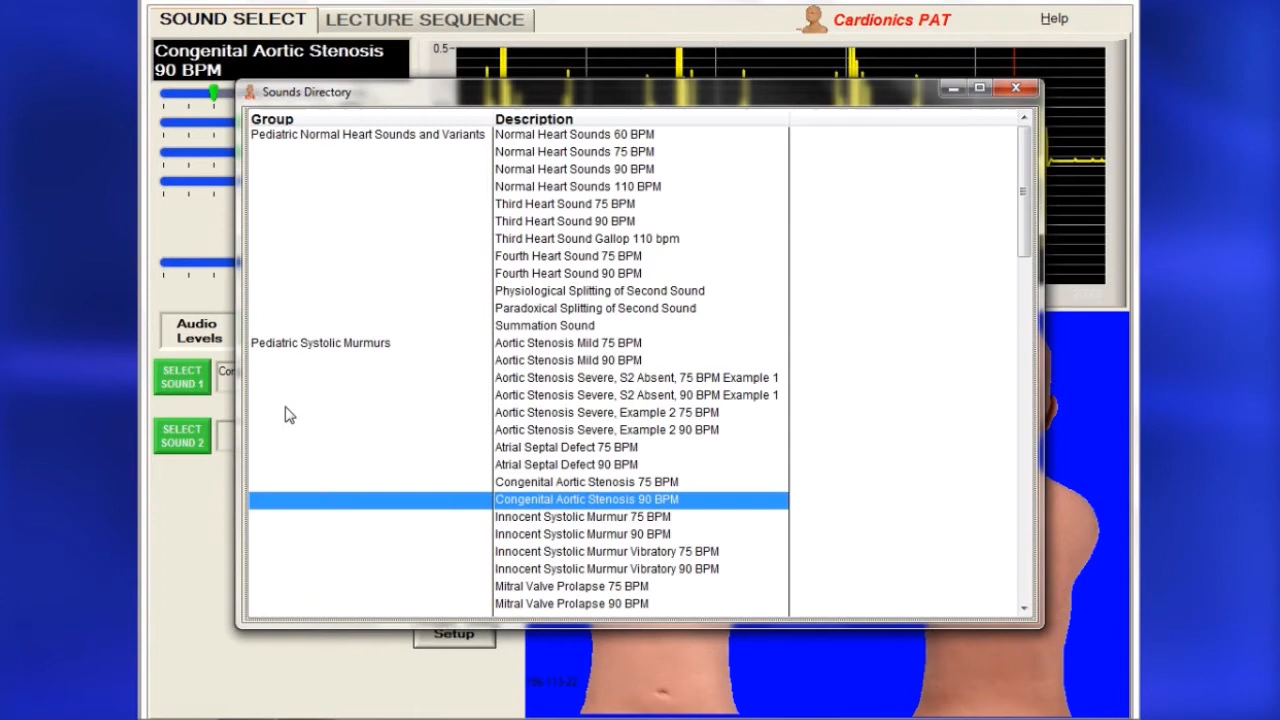 SOUND SELECT
LECTURE SEQUENCE
Cardionics PAT
Help
Congenital Aortic Stenosis
90 BPM
0.5
Sounds Directory
Group Description
Pediatric Normal Heart Sounds and Variants Normal Heart Sounds 60 BPM
Normal Heart Sounds 75 BPM
Normal Heart Sounds 90 BPM
Normal Heart Sounds 110 BPM
Third Heart Sound 75 BPM
Third Heart Sound 90 BPM
Third Heart Sound Gallop 110 bpm
Fourth Heart Sound 75 BPM
Fourth Heart Sound 90 BPM
Physiological Splitting of Second Sound
Paradoxical Splitting of Second Sound
Summation Sound
Pediatric Systolic Murmurs Aortic Stenosis Mild 75 BPM
Aortic Stenosis Mild 90 BPM
Aortic Stenosis Severe, S2 Absent, 75 BPM Example 1
Aortic Stenosis Severe, S2 Absent, 90 BPM Example 1
Aortic Stenosis Severe, Example 2 75 BPM
Aortic Stenosis Severe, Example 2 90 BPM
Atrial Septal Defect 75 BPM
Atrial Septal Defect 90 BPM
Congenital Aortic Stenosis 75 BPM
Congenital Aortic Stenosis 90 BPM
Innocent Systolic Murmur 75 BPM
Innocent Systolic Murmur 90 BPM
Innocent Systolic Murmur Vibratory 75 BPM
Innocent Systolic Murmur Vibratory 90 BPM
Mitral Valve Prolapse 75 BPM
Mitral Valve Prolapse 90 BPM
Audio
Levels
SELECT
SOUND 1
Con
SELECT
SOUND 2
Setup